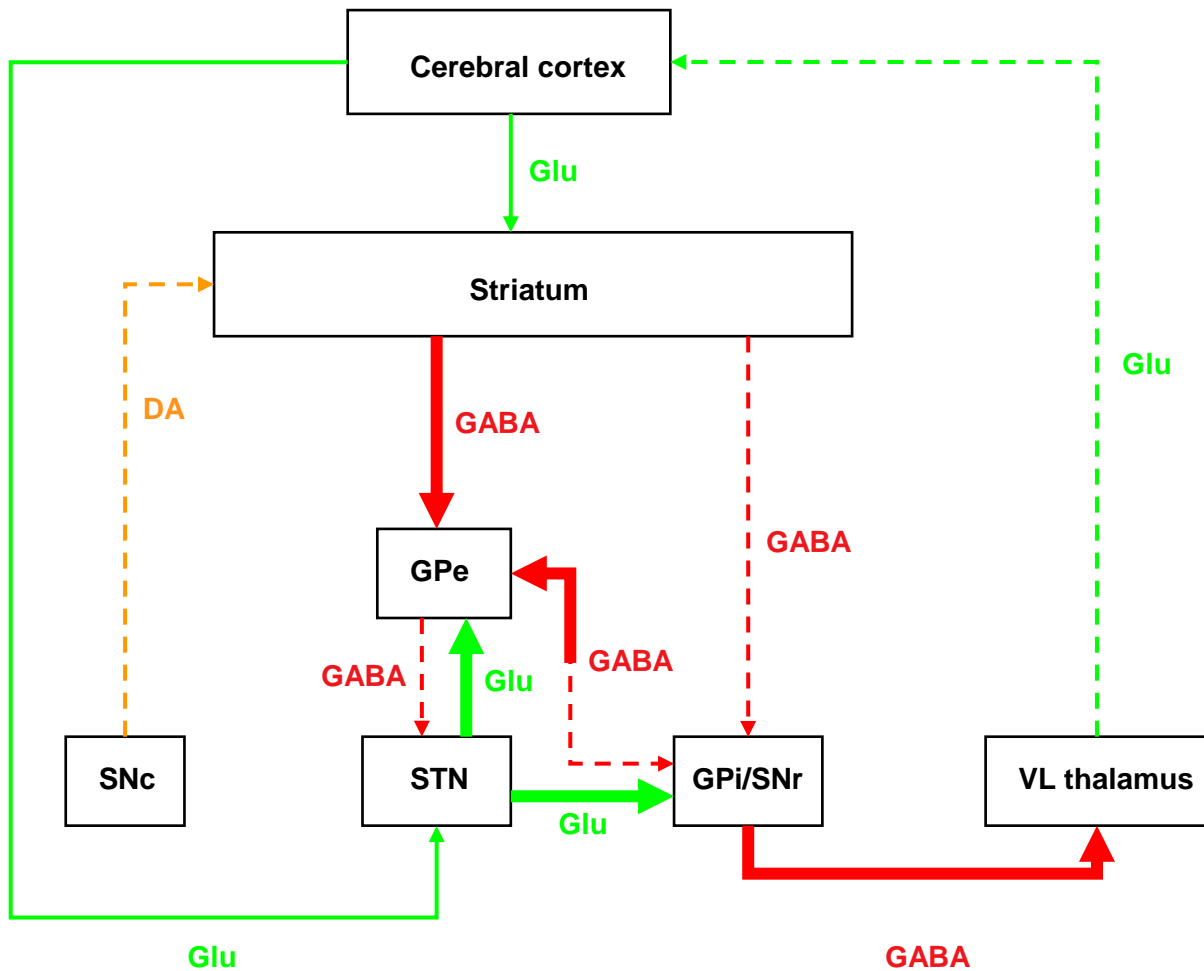 Cerebral cortex
Glu
Striatum
Glu
DA
GABA
GABA
GPe
GABA
GABA
Glu
SNc
STN
GPi/SNr
VL thalamus
Glu
Glu
GABA